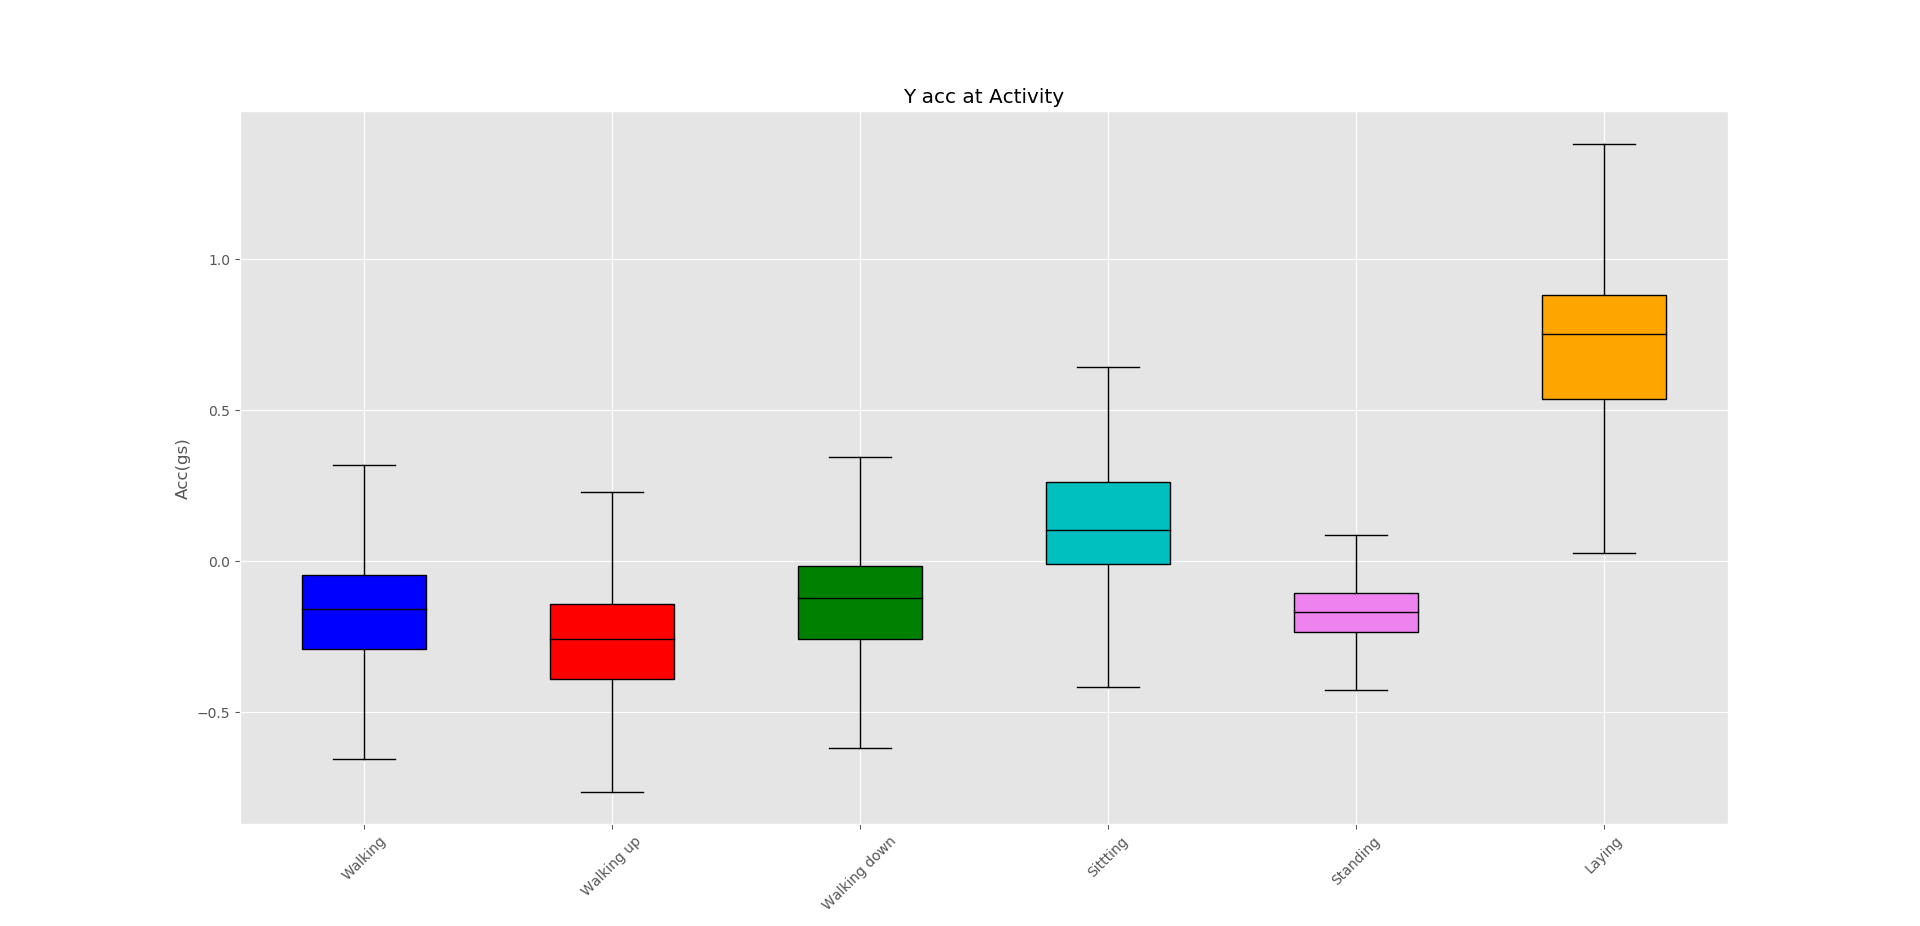 Y acc at Activity
Acc(gs)
1.0
0.5
0.0
−0.5
Walking
Walking up
Walking down
Sittting
Standing
Laying